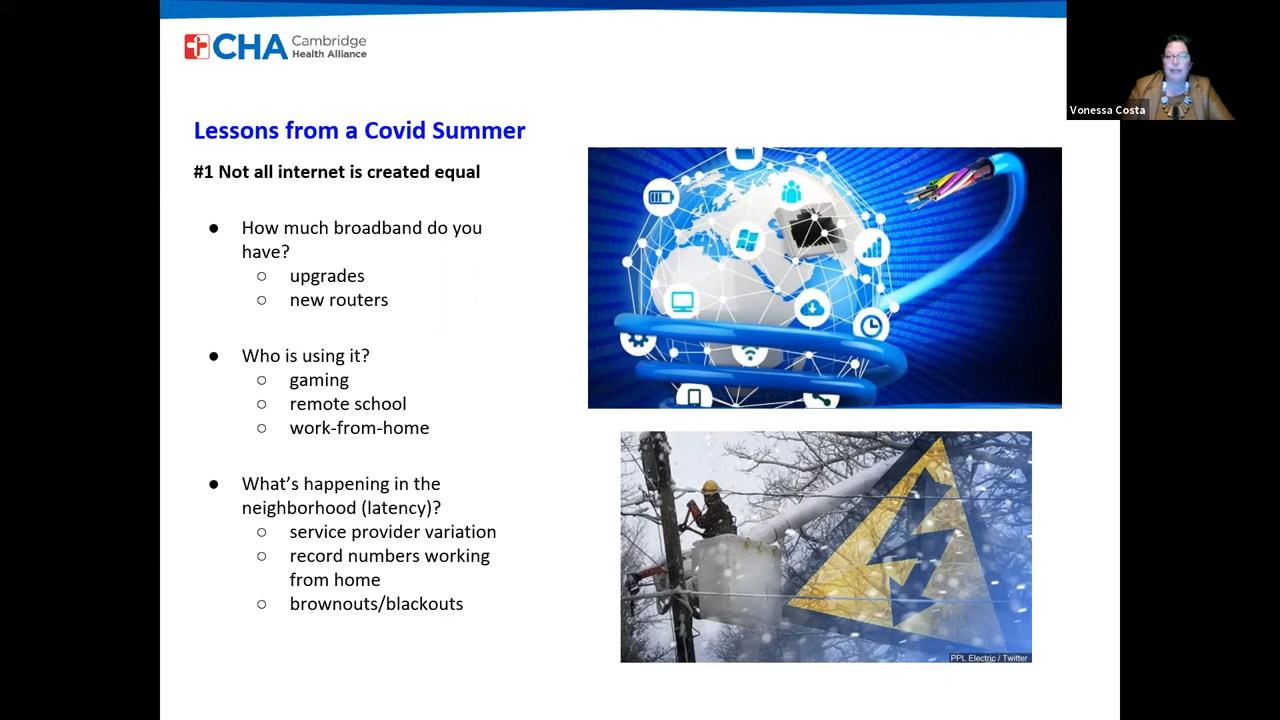 CHA Cambridge
Health Alliance
Vonessa Costa
Lessons from a Covid Summer
#1 Not all internet is created equal
● How much broadband do you
have?
○ upgrades
○ new routers
● Who is using it?
○ gaming
○ remote school
○ work-from-home
● What’s happening in the
neighborhood (latency)?
○ service provider variation
○ record numbers working
from home
○ brownouts/blackouts
PPL Electric / Twitter